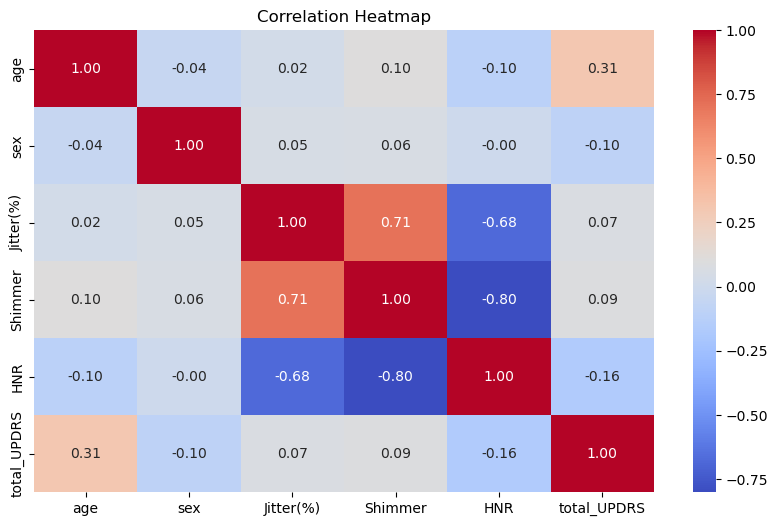 Correlation Heatmap
age 1.00 -0.04 0.02 0.10 -0.10 0.31
sex -0.04 1.00 0.05 0.06 -0.00 -0.10
Jitter(%) 0.02 0.05 1.00 0.71 -0.68 0.07
Shimmer 0.10 0.06 0.71 1.00 -0.80 0.09
HNR -0.10 -0.00 -0.68 -0.80 1.00 -0.16
total_UPDRS 0.31 -0.10 0.07 0.09 -0.16 1.00
age sex Jitter(%) Shimmer HNR total_UPDRS
1.00
0.75
0.50
0.25
0.00
−0.25
−0.50
−0.75